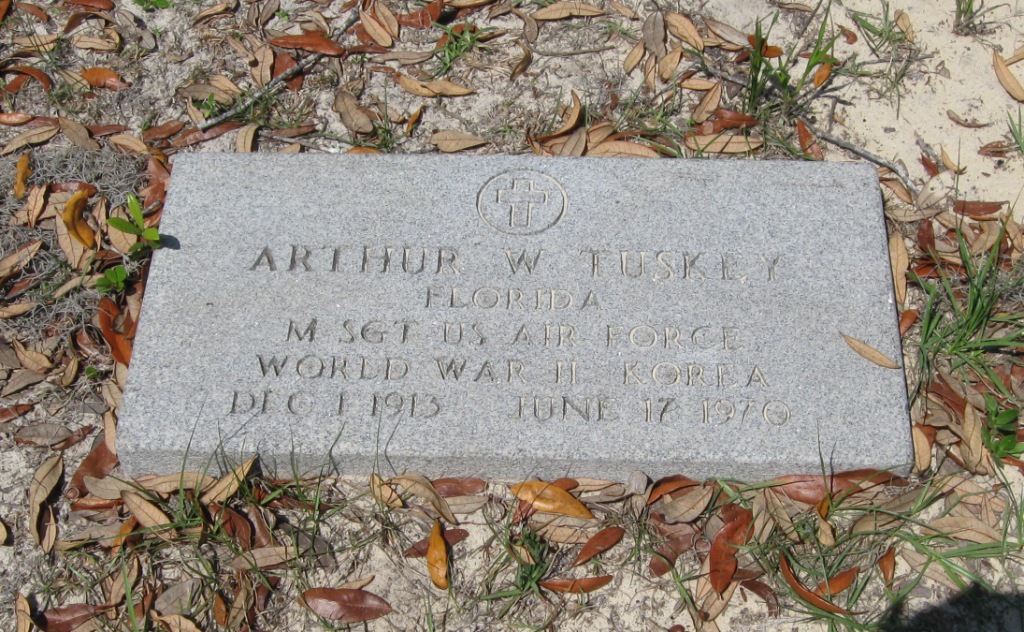 ARTHUR W TUSKEY
FLORIDA
M SGT US AIR FORCE
WORLD WAR II KOREA
DEC 1 1913 JUNE 17 1970